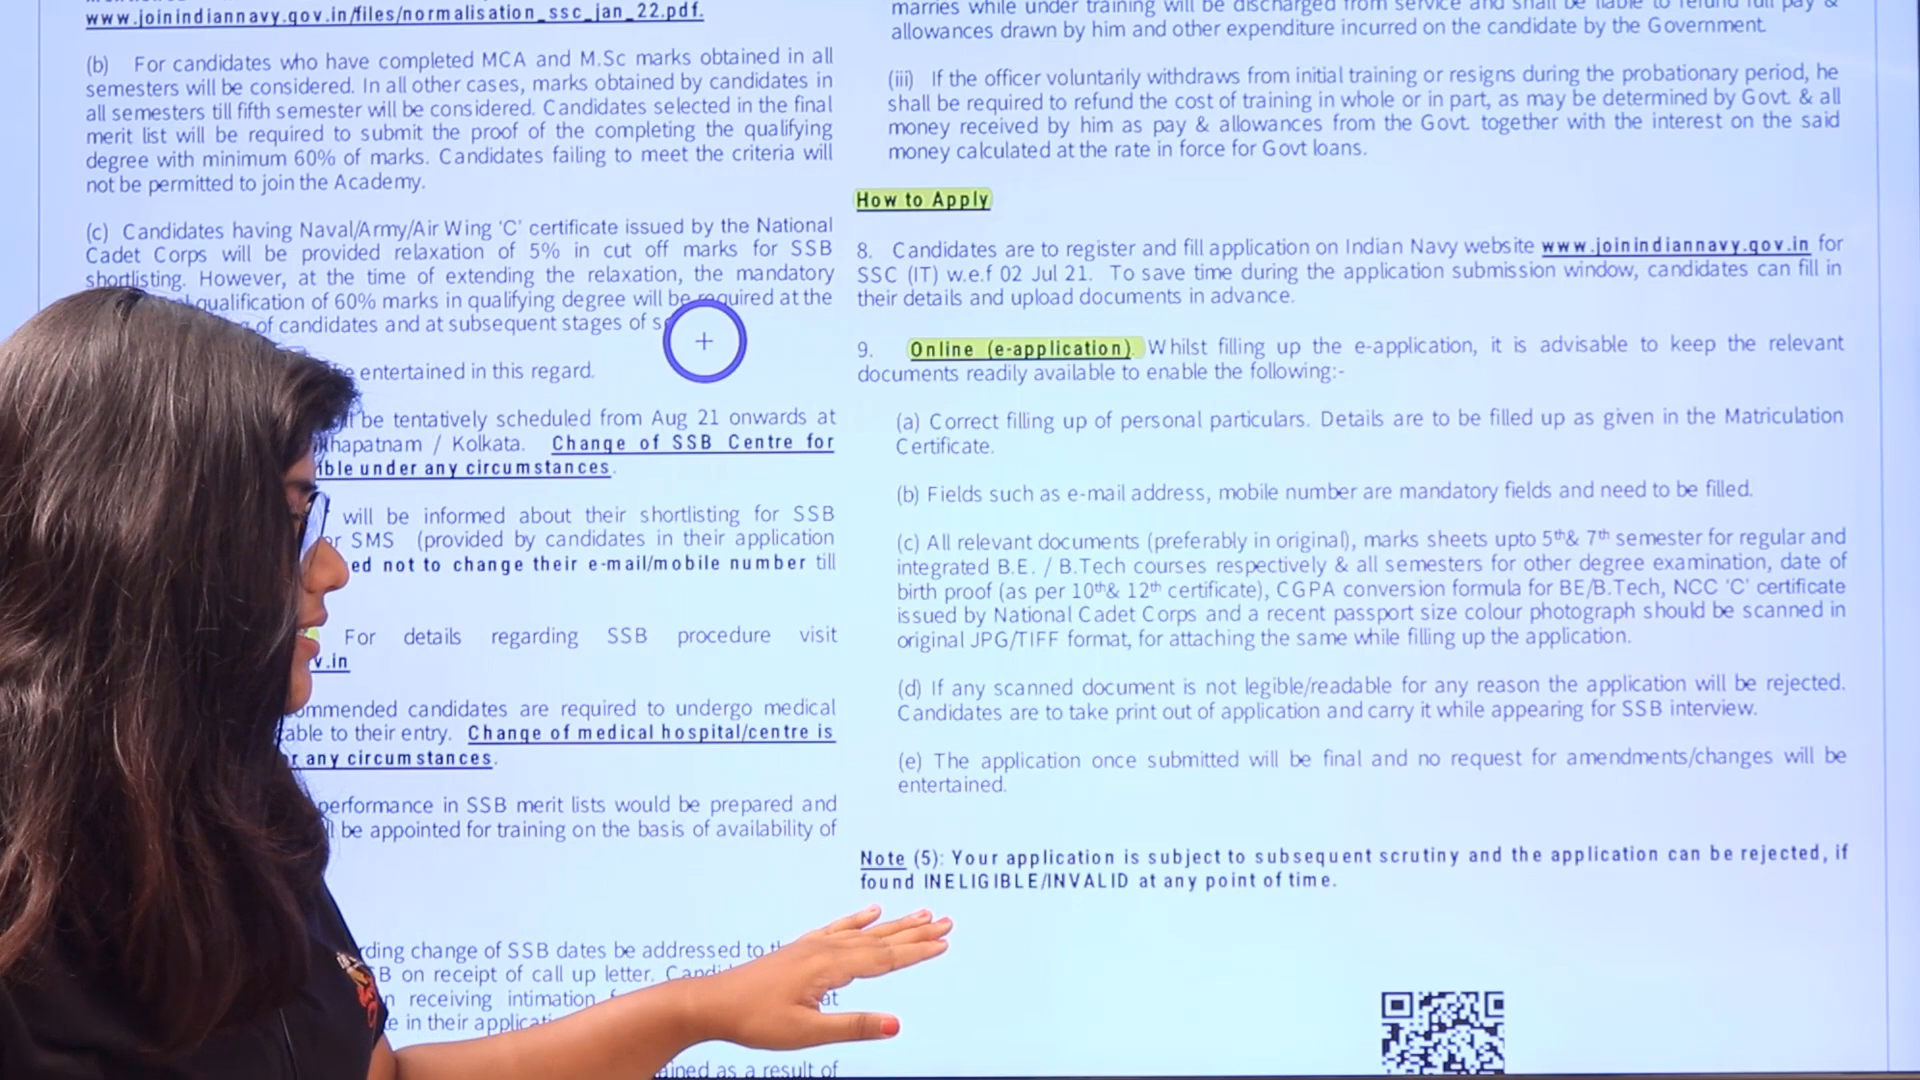 www.joinindiannavy.gov.in/files/normalisation_ssc_jan_22.pdf.
(b) For candidates who have completed MCA and M.Sc marks obtained in all
semesters will be considered. In all other cases, marks obtained by candidates in
all semesters till fifth semester will be considered. Candidates selected in the final
merit list will be required to submit the proof of the completing the qualifying
degree with minimum 60% of marks. Candidates failing to meet the criteria will
not be permitted to join the Academy.
(c) Candidates having Naval/Army/Air Wing 'C' certificate issued by the National
Cadet Corps will be provided relaxation of 5% in cut off marks for SSB
shortlisting. However, at the time of extending the relaxation, the mandatory
qualification of 60% marks in qualifying degree will be required at the
of candidates and at subsequent stages of
entertained in this regard.
be tentatively scheduled from Aug 21 onwards at
/ Kolkata. Change of SSB Centre for
under any circumstances.
will be informed about their shortlisting for SSB
SMS (provided by candidates in their application
not to change their e-mail/mobile number till
For details regarding SSB procedure visit
v.in
candidates are required to undergo medical
to their entry. Change of medical hospital/centre is
any circumstances.
performance in SSB merit lists would be prepared and
be appointed for training on the basis of availability of
change of SSB dates be addressed to
on receipt of call up letter.
receiving intimation
in their
as a result of
marries while under training will be discharged from service and shall be liable to refund full pay &
allowances drawn by him and other expenditure incurred on the candidate by the Government.
(iii) If the officer voluntarily withdraws from initial training or resigns during the probationary period, he
shall be required to refund the cost of training in whole or in part, as may be determined by Govt. & all
money received by him as pay & allowances from the Govt. together with the interest on the said
money calculated at the rate in force for Govt loans.
How to Apply
8. Candidates are to register and fill application on Indian Navy website www.joinindiannavy.gov.in for
SSC (IT) w.e.f 02 Jul 21. To save time during the application submission window, candidates can fill in
their details and upload documents in advance.
9. Online (e-application). Whilst filling up the e-application, it is advisable to keep the relevant
documents readily available to enable the following:-
(a) Correct filling up of personal particulars. Details are to be filled up as given in the Matriculation
Certificate.
(b) Fields such as e-mail address, mobile number are mandatory fields and need to be filled.
(c) All relevant documents (preferably in original), marks sheets upto 5th& 7th semester for regular and
integrated B.E. / B.Tech courses respectively & all semesters for other degree examination, date of
birth proof (as per 10th& 12th certificate), CGPA conversion formula for BE/B.Tech, NCC 'C' certificate
issued by National Cadet Corps and a recent passport size colour photograph should be scanned in
original JPG/TIFF format, for attaching the same while filling up the application.
(d) If any scanned document is not legible/readable for any reason the application will be rejected.
Candidates are to take print out of application and carry it while appearing for SSB interview.
(e) The application once submitted will be final and no request for amendments/changes will be
entertained.
Note (5): Your application is subject to subsequent scrutiny and the application can be rejected, if
found INELIGIBLE/INVALID at any point of time.